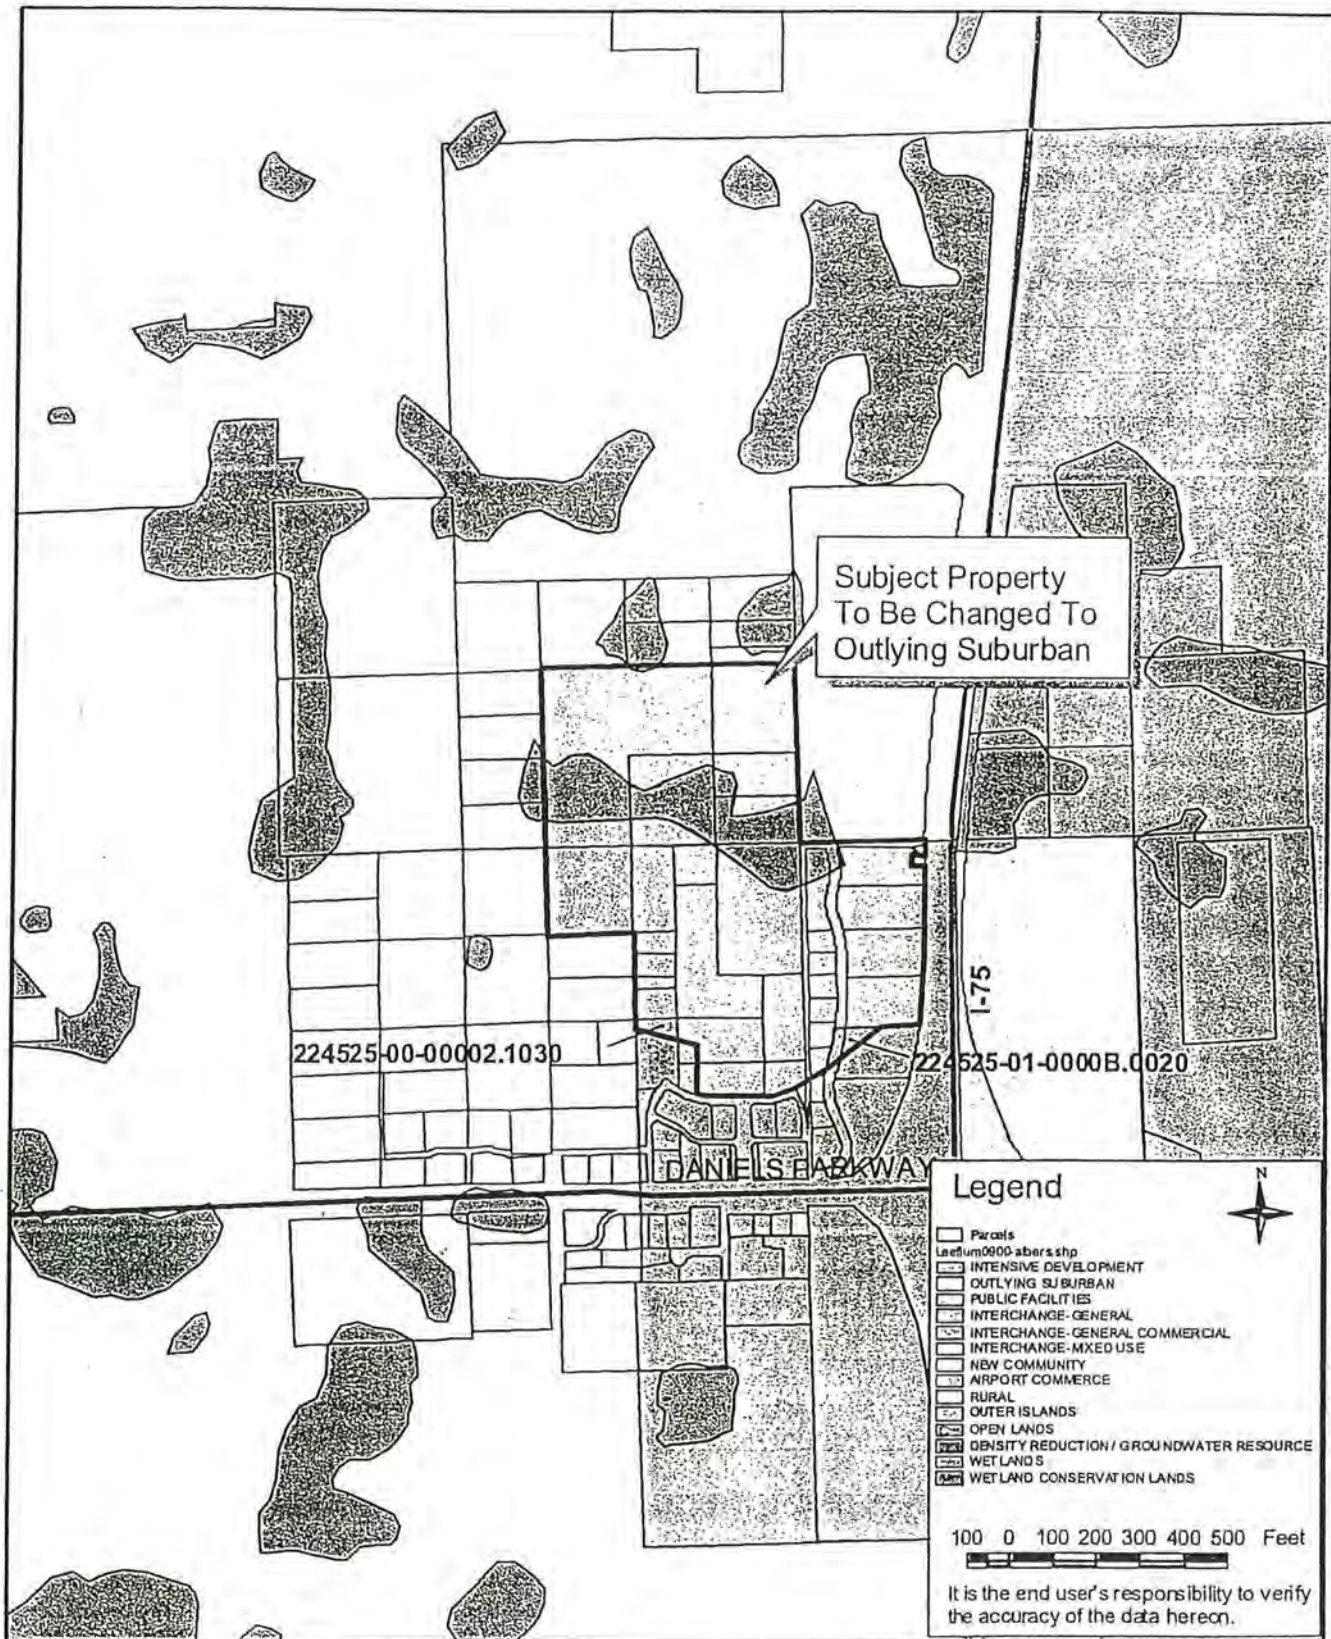 Subject Property
To Be Changed To
Outlying Suburban
I-75
224525-00-00002.1030
224525-01-0000B.0020
DANIELS PARKWAY
Legend
N
Parcels
INTENSIVE DEVELOPMENT
OUTLYING SUBURBAN
PUBLIC FACILITIES
INTERCHANGE-GENERAL
INTERCHANGE-GENERAL COMMERCIAL
INTERCHANGE-MIXED USE
NEW COMMUNITY
AIRPORT COMMERCE
RURAL
OUTER ISLANDS
OPEN LANDS
DENSITY REDUCTION / GROUNDWATER RESOURCE
WETLANDS
WETLAND CONSERVATION LANDS
100 0 100 200 300 400 500 Feet
It is the end user's responsibility to verify
the accuracy of the data hereon.